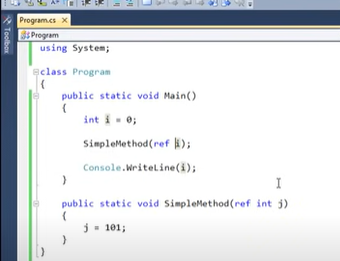 Program.cs ×
Toolbox
Program
using System;
class Program
{
    public static void Main()
    {
        int i = 0;
        SimpleMethod(ref i);
        Console.WriteLine(i);
    }
    public static void SimpleMethod(ref int j)
    {
        j = 101;
    }
}